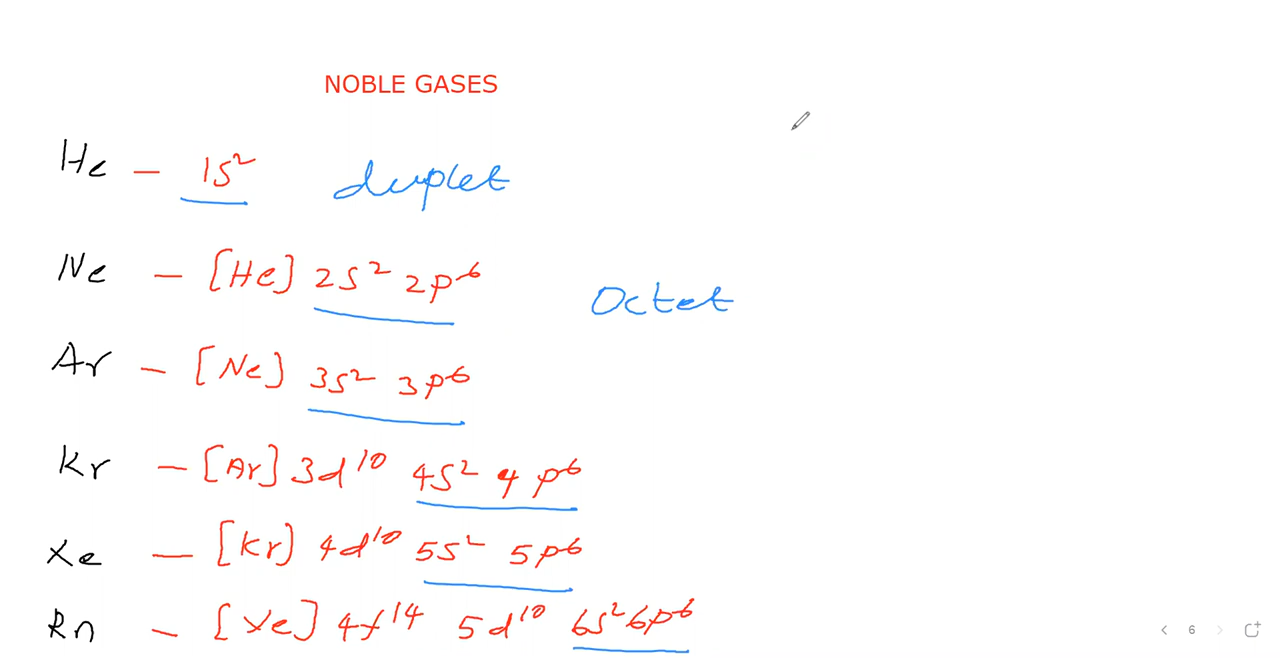 NOBLE GASES
He – 1s² duplet
Ne – [He] 2s² 2p⁶
Octet
Ar – [Ne] 3s² 3p⁶
Kr – [Ar] 3d¹⁰ 4s² 4p⁶
Xe – [Kr] 4d¹⁰ 5s² 5p⁶
Rn – [Xe] 4f¹⁴ 5d¹⁰ 6s² 6p⁶
< 6 >